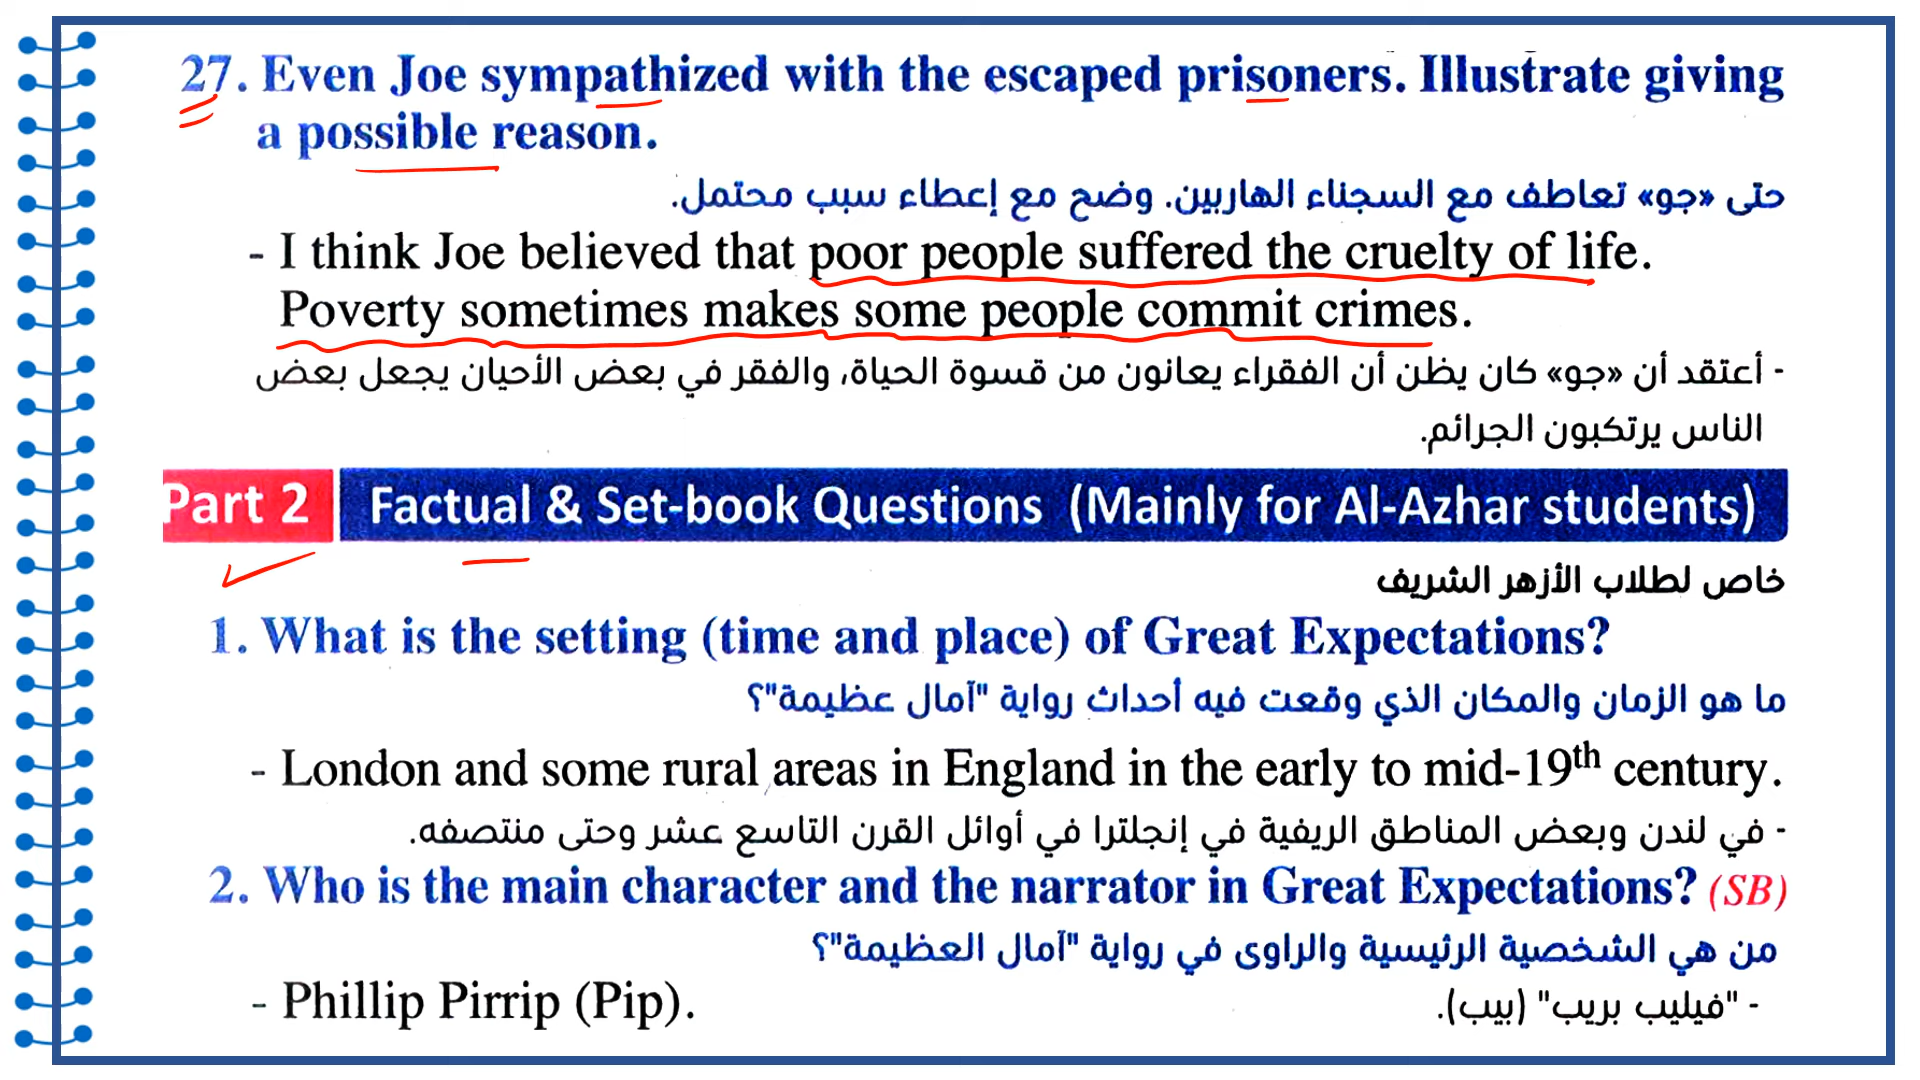 27. Even Joe sympathized with the escaped prisoners. Illustrate giving
a possible reason.
حتى «جو» تعاطف مع السجناء الهاربين. وضح مع إعطاء سبب محتمل.
- I think Joe believed that poor people suffered the cruelty of life.
Poverty sometimes makes some people commit crimes.
- أعتقد أن «جو» كان يظن أن الفقراء يعانون من قسوة الحياة، والفقر في بعض الأحيان يجعل بعض
الناس يرتكبون الجرائم.
Part 2 Factual & Set-book Questions (Mainly for Al-Azhar students)
خاص لطلاب الأزهر الشريف
1. What is the setting (time and place) of Great Expectations?
ما هو الزمان والمكان الذي وقعت فيه أحداث رواية "آمال عظيمة"؟
- London and some rural areas in England in the early to mid-19th century.
- في لندن وبعض المناطق الريفية في إنجلترا في أوائل القرن التاسع عشر وحتى منتصفه.
2. Who is the main character and the narrator in Great Expectations? (SB)
من هي الشخصية الرئيسية والراوى في رواية "آمال العظيمة"؟
- Phillip Pirrip (Pip).
- "فيليب بريب" (بيب).